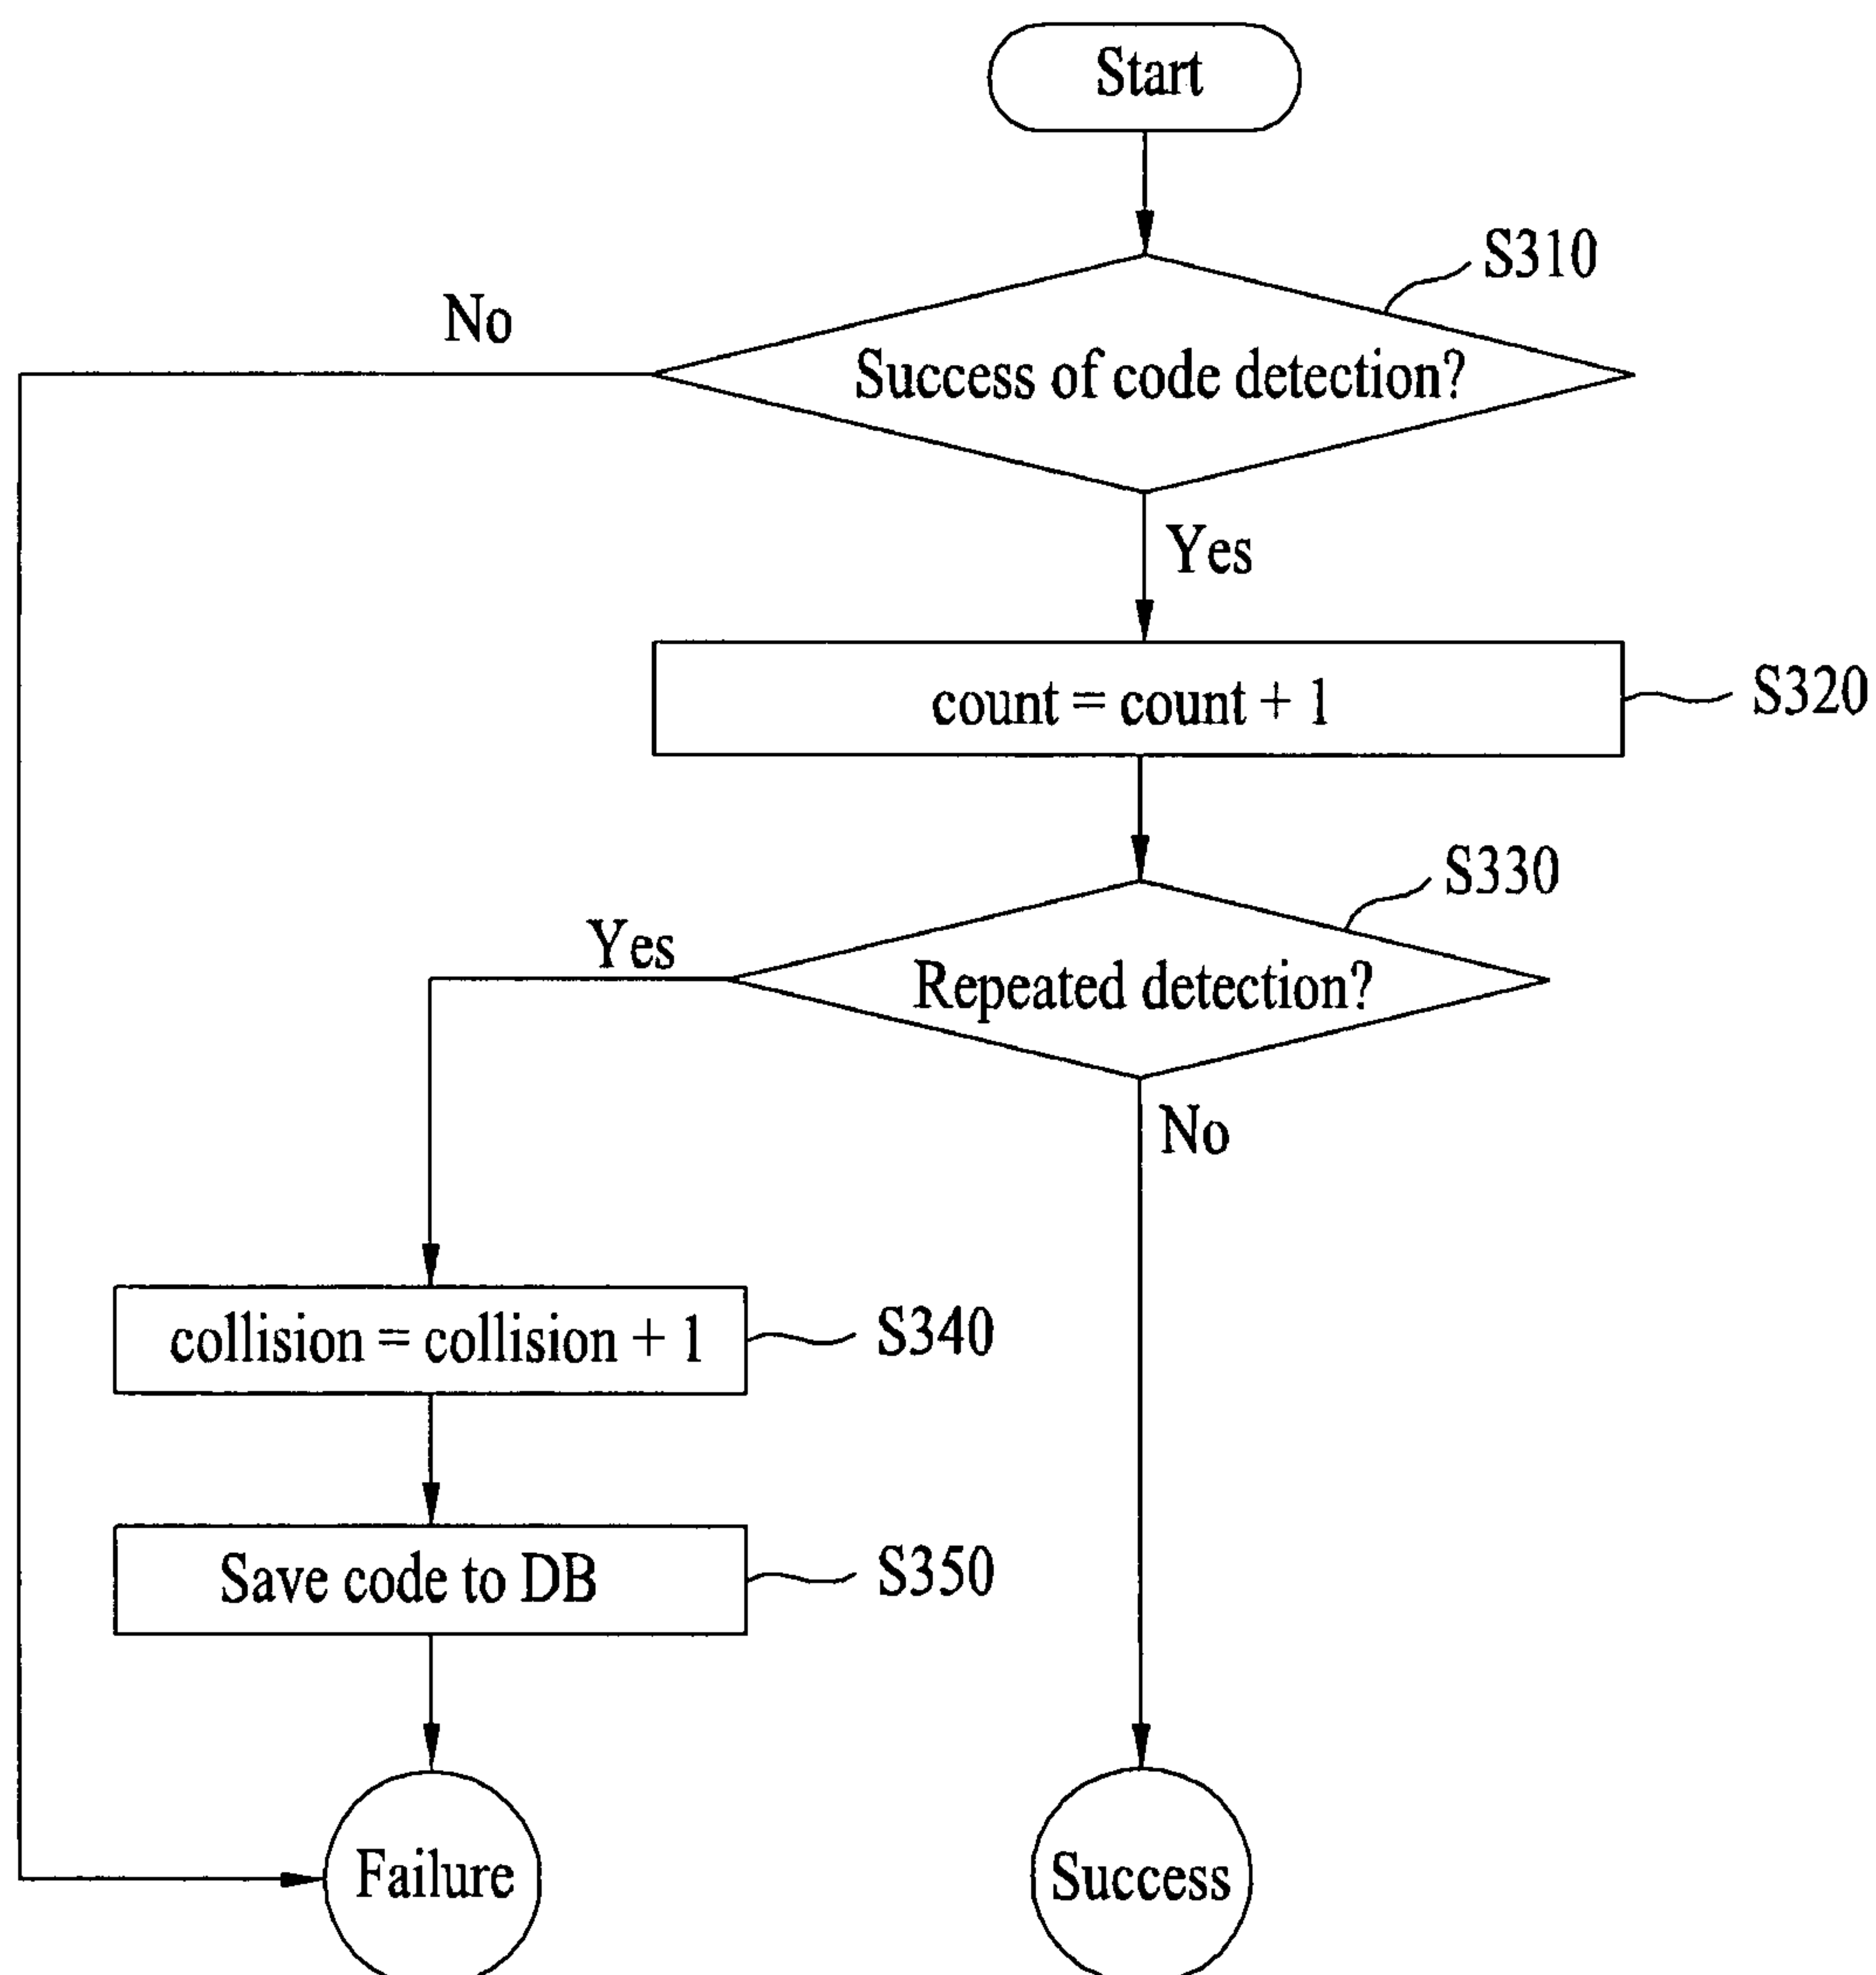 Start
S310
No
Success of code detection?
Yes
count = count + 1
S320
S330
Yes
Repeated detection?
No
collision = collision + 1
S340
Save code to DB
S350
Failure
Success